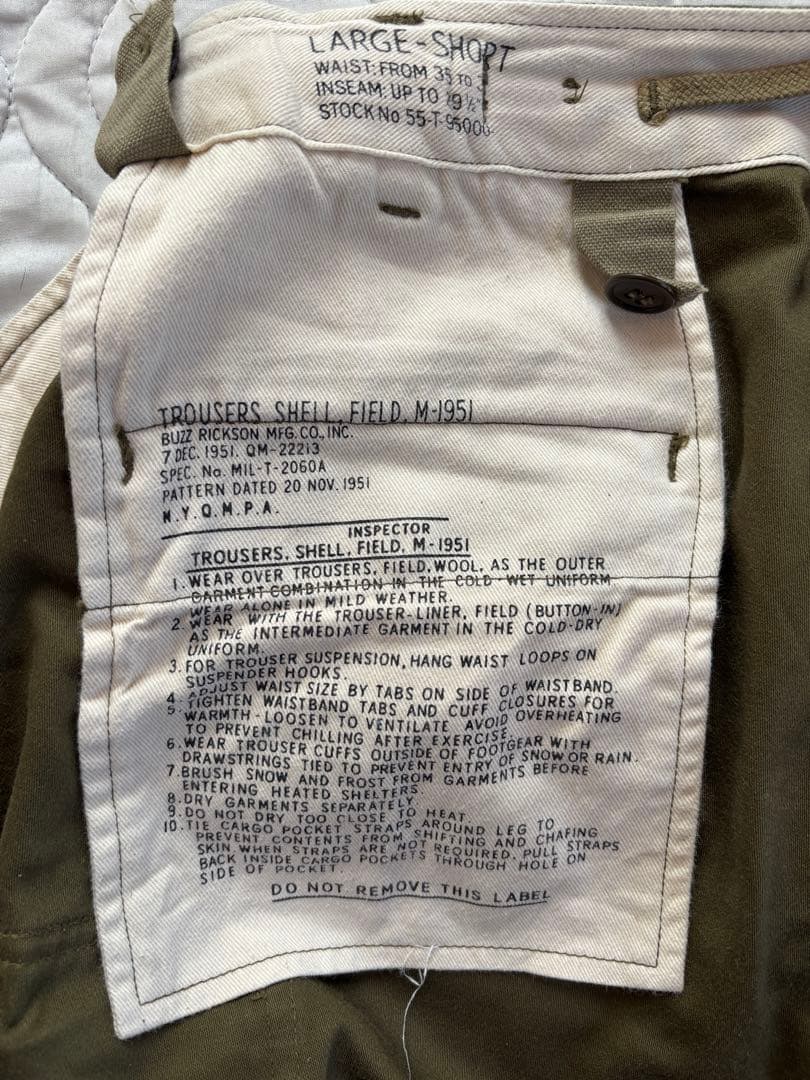 LARGE-SHORT
WAIST: FROM 35 TO
INSEAM: UP TO 29 ½"
STOCK No 55-T-95000
TROUSERS SHELL, FIELD, M-1951
BUZZ RICKSON MFG. CO., INC.
7 DEC. 1951. QM-22213
SPEC. No. MIL-T-2060A
PATTERN DATED 20 NOV. 1951
N.Y.Q.M.P.A.
INSPECTOR
TROUSERS, SHELL, FIELD, M-1951
1. WEAR OVER TROUSERS, FIELD, WOOL, AS THE OUTER
GARMENT COMBINATION IN THE COLD-WET UNIFORM
WEAR ALONE IN MILD WEATHER.
2. WEAR WITH THE TROUSER-LINER, FIELD (BUTTON-IN)
AS THE INTERMEDIATE GARMENT IN THE COLD-DRY
UNIFORM.
3. FOR TROUSER SUSPENSION, HANG WAIST LOOPS ON
SUSPENDER HOOKS.
4. ADJUST WAIST SIZE BY TABS ON SIDE OF WAISTBAND.
5. TIGHTEN WAISTBAND TABS AND CUFF CLOSURES FOR
WARMTH-LOOSEN TO VENTILATE AVOID OVERHEATING
TO PREVENT CHILLING AFTER EXERCISE.
6. WEAR TROUSER CUFFS OUTSIDE OF FOOTGEAR WITH
DRAWSTRINGS TIED TO PREVENT ENTRY OF SNOW OR RAIN.
7. BRUSH SNOW AND FROST FROM GARMENTS BEFORE
ENTERING HEATED SHELTERS.
8. DRY GARMENTS SEPARATELY
9. DO NOT DRY TOO CLOSE TO HEAT.
10. TIE CARGO POCKET STRAPS AROUND LEG TO
PREVENT CONTENTS FROM SHIFTING AND CHAFING
SKIN. WHEN STRAPS ARE NOT REQUIRED, PULL STRAPS
BACK INSIDE CARGO POCKETS THROUGH HOLE ON
SIDE OF POCKET.
DO NOT REMOVE THIS LABEL